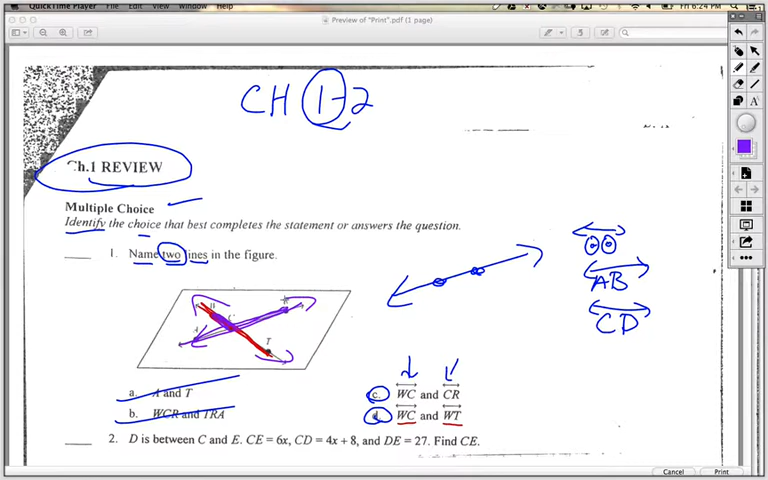 QuickTime Player File Edit View Window Help Fri 6:24 PM
Preview of "Print".pdf (1 page)
CH 1-2
Ch.1 REVIEW
Multiple Choice
Identify the choice that best completes the statement or answers the question.
1. Name two lines in the figure.
AB
CD
R
C
A
T
a. A and T
b. WCR and TRA
c. WC and CR
d. WC and WT
2. D is between C and E. CE = 6x, CD = 4x + 8, and DE = 27. Find CE.
Cancel Print